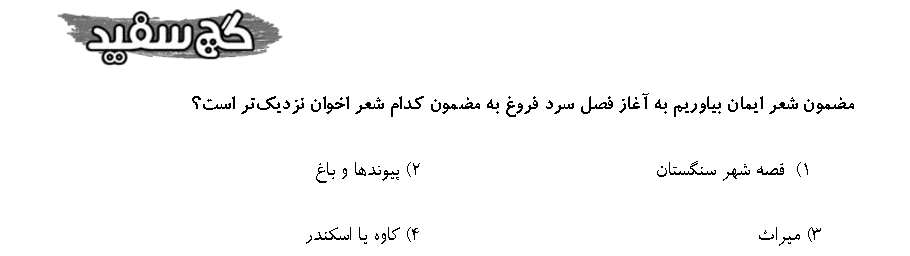 گچ سفید
مضمون شعر ایمان بیاوریم به آغاز فصل سرد فروغ به مضمون کدام شعر اخوان نزدیک‌تر است؟
۱) قصه شهر سنگستان ۲) پیوندها و باغ
۳) میراث ۴) کاوه یا اسکندر